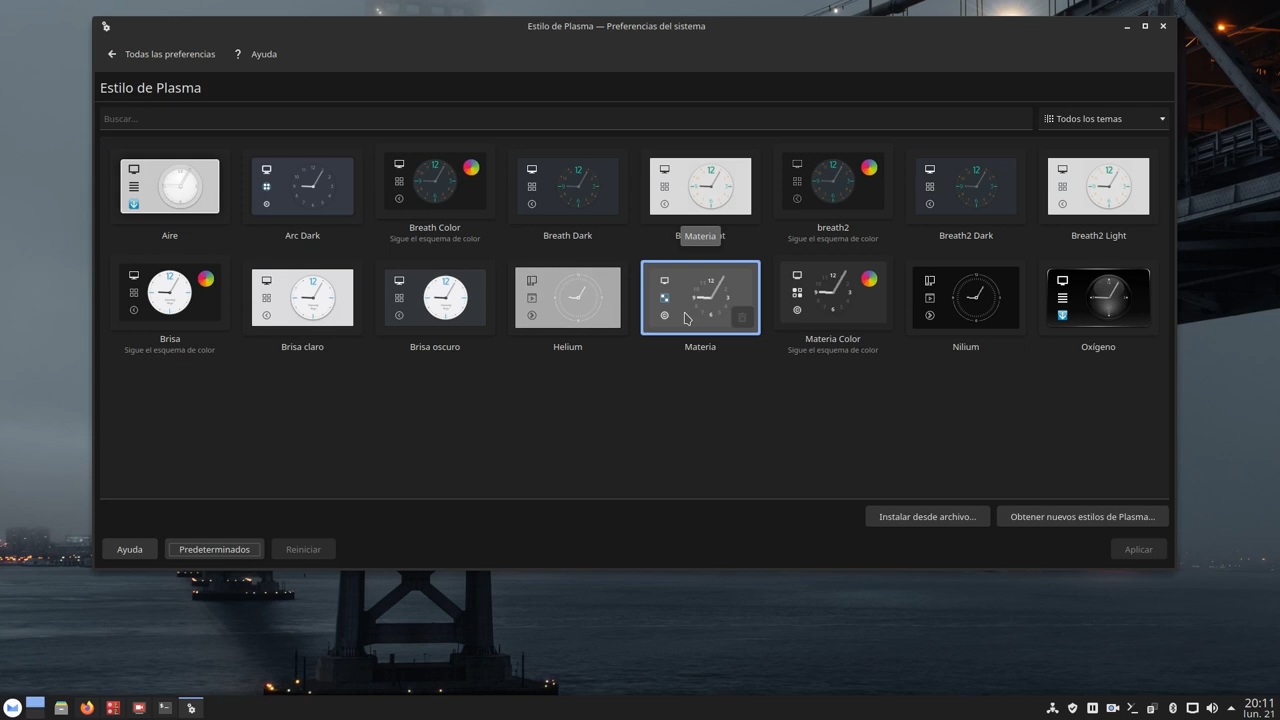 Estilo de Plasma — Preferencias del sistema
Todas las preferencias
? Ayuda
Estilo de Plasma
Buscar...
Todos los temas
Aire
Arc Dark
Breath Color
Sigue el esquema de color
Breath Dark
Materia
breath2
Sigue el esquema de color
Breath2 Dark
Breath2 Light
Brisa
Sigue el esquema de color
Brisa claro
Brisa oscuro
Helium
Materia
Materia Color
Sigue el esquema de color
Nilium
Oxígeno
Instalar desde archivo...
Obtener nuevos estilos de Plasma...
Ayuda
Predeterminados
Reiniciar
Aplicar
20:11
lun. 21